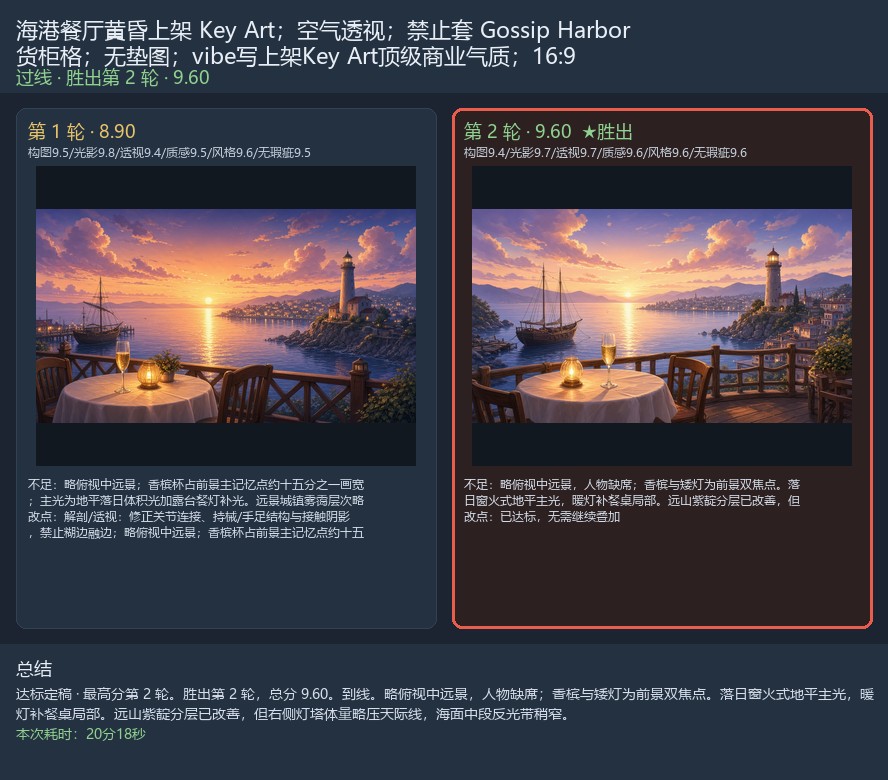 海港餐厅黄昏上架 Key Art；空气透视；禁止套 Gossip Harbor
货柜格；无垫图；vibe写上架Key Art顶级商业气质；16:9
过线 · 胜出第 2 轮 · 9.60
第 1 轮 · 8.90
构图9.5/光影9.8/透视9.4/质感9.5/风格9.6/无瑕疵9.5
不足：略俯视中远景；香槟杯占前景主记忆点约十五分之一画宽
；主光为地平落日体积光加露台餐灯补光。远景城镇雾霭层次略
改点：解剖/透视：修正关节连接、持械/手足结构与接触阴影
，禁止糊边融边；略俯视中远景；香槟杯占前景主记忆点约十五
第 2 轮 · 9.60 ★胜出
构图9.4/光影9.7/透视9.7/质感9.6/风格9.6/无瑕疵9.6
不足：略俯视中远景，人物缺席；香槟与矮灯为前景双焦点。落
日窗火式地平主光，暖灯补餐桌局部。远山紫靛分层已改善，但
改点：已达标，无需继续叠加
总结
达标定稿 · 最高分第 2 轮。胜出第 2 轮，总分 9.60。到线。略俯视中远景，人物缺席；香槟与矮灯为前景双焦点。落日窗火式地平主光，暖
灯补餐桌局部。远山紫靛分层已改善，但右侧灯塔体量略压天际线，海面中段反光带稍窄。
本次耗时：20分18秒